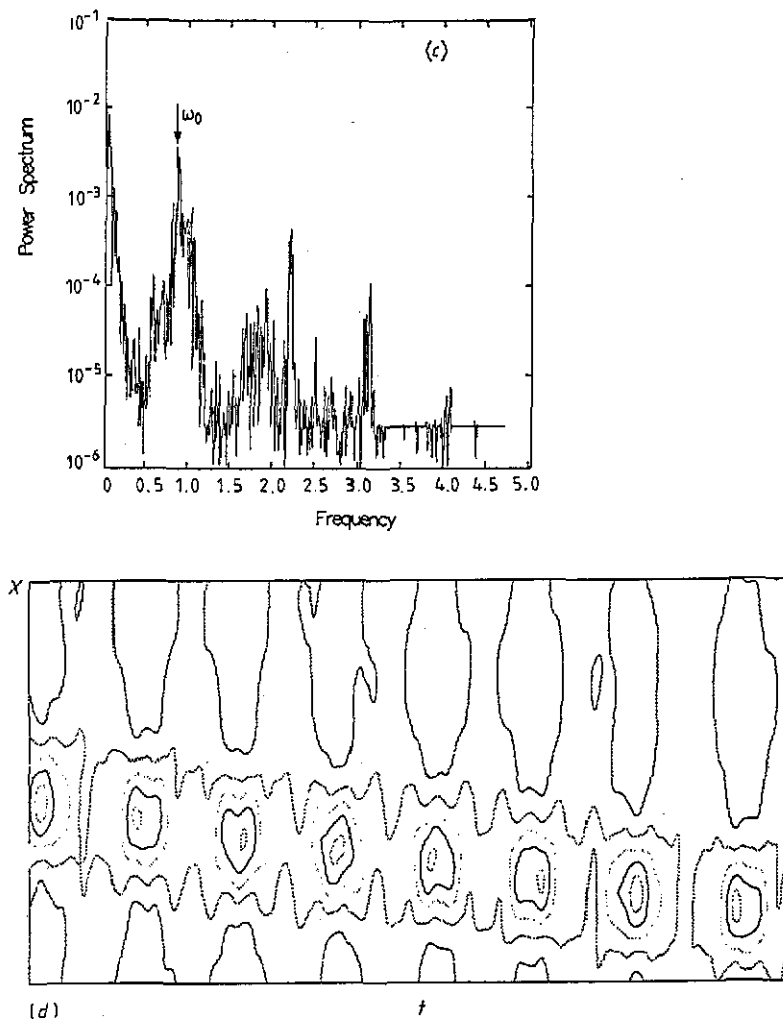 10⁻¹
(c)
10⁻²
ω₀
10⁻³
10⁻⁴
10⁻⁵
10⁻⁶
Power Spectrum
0 0.5 1.0 1.5 2.0 2.5 3.0 3.5 4.0 4.5 5.0
Frequency
X
(d) t